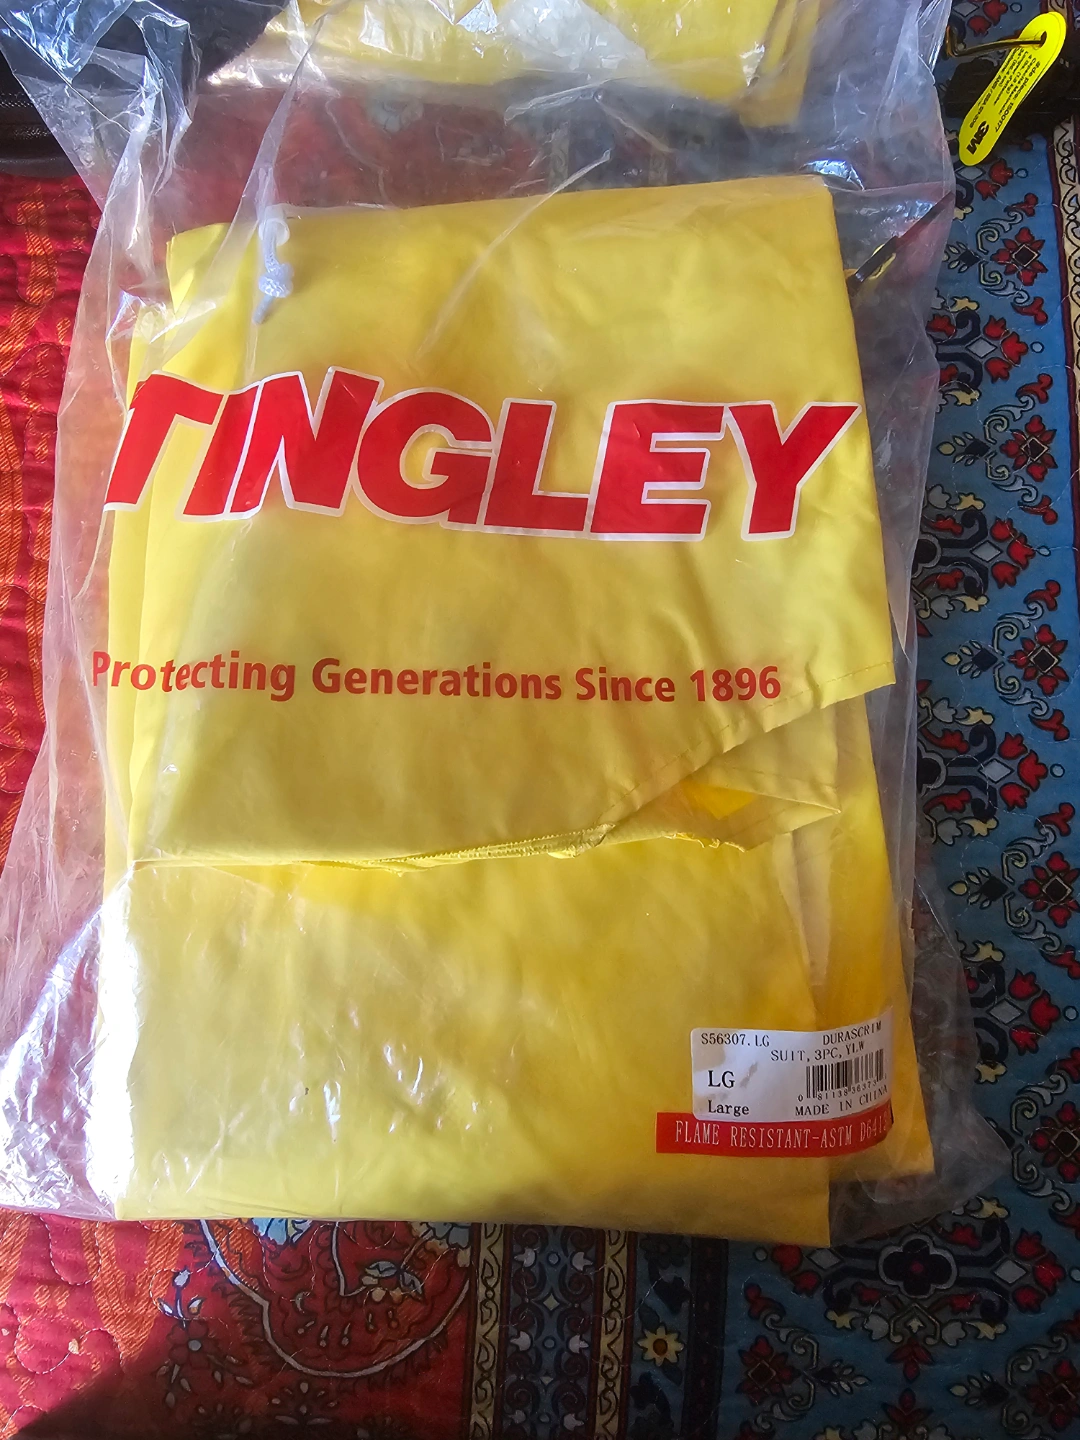 3M
TINGLEY
Protecting Generations Since 1896
S56307.LG DURASCRIM
SUIT, 3PC, YLW
LG
Large
MADE IN CHINA
FLAME RESISTANT-ASTM